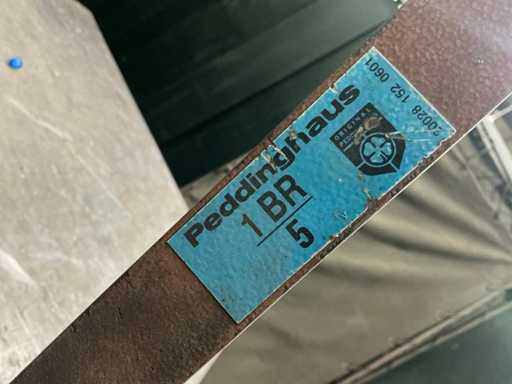 Peddinghaus
1 BR
5
ORIGINAL
20028 152 0601